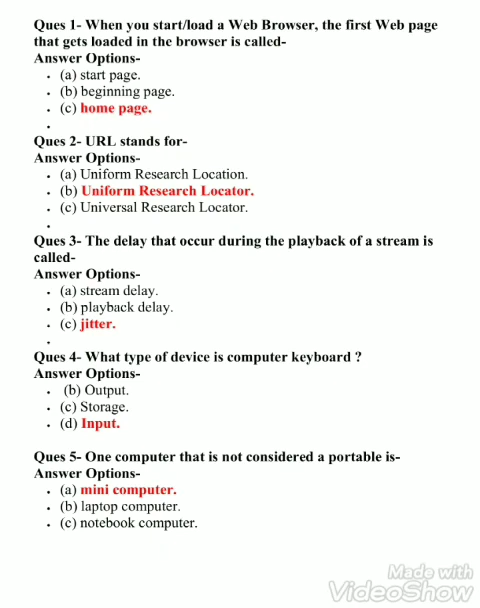 Ques 1- When you start/load a Web Browser, the first Web page
that gets loaded in the browser is called-
Answer Options-
• (a) start page.
• (b) beginning page.
• (c) home page.
•
Ques 2- URL stands for-
Answer Options-
• (a) Uniform Research Location.
• (b) Uniform Research Locator.
• (c) Universal Research Locator.
•
Ques 3- The delay that occur during the playback of a stream is
called-
Answer Options-
• (a) stream delay.
• (b) playback delay.
• (c) jitter.
•
Ques 4- What type of device is computer keyboard ?
Answer Options-
• (b) Output.
• (c) Storage.
• (d) Input.
Ques 5- One computer that is not considered a portable is-
Answer Options-
• (a) mini computer.
• (b) laptop computer.
• (c) notebook computer.
Made with
VideoShow